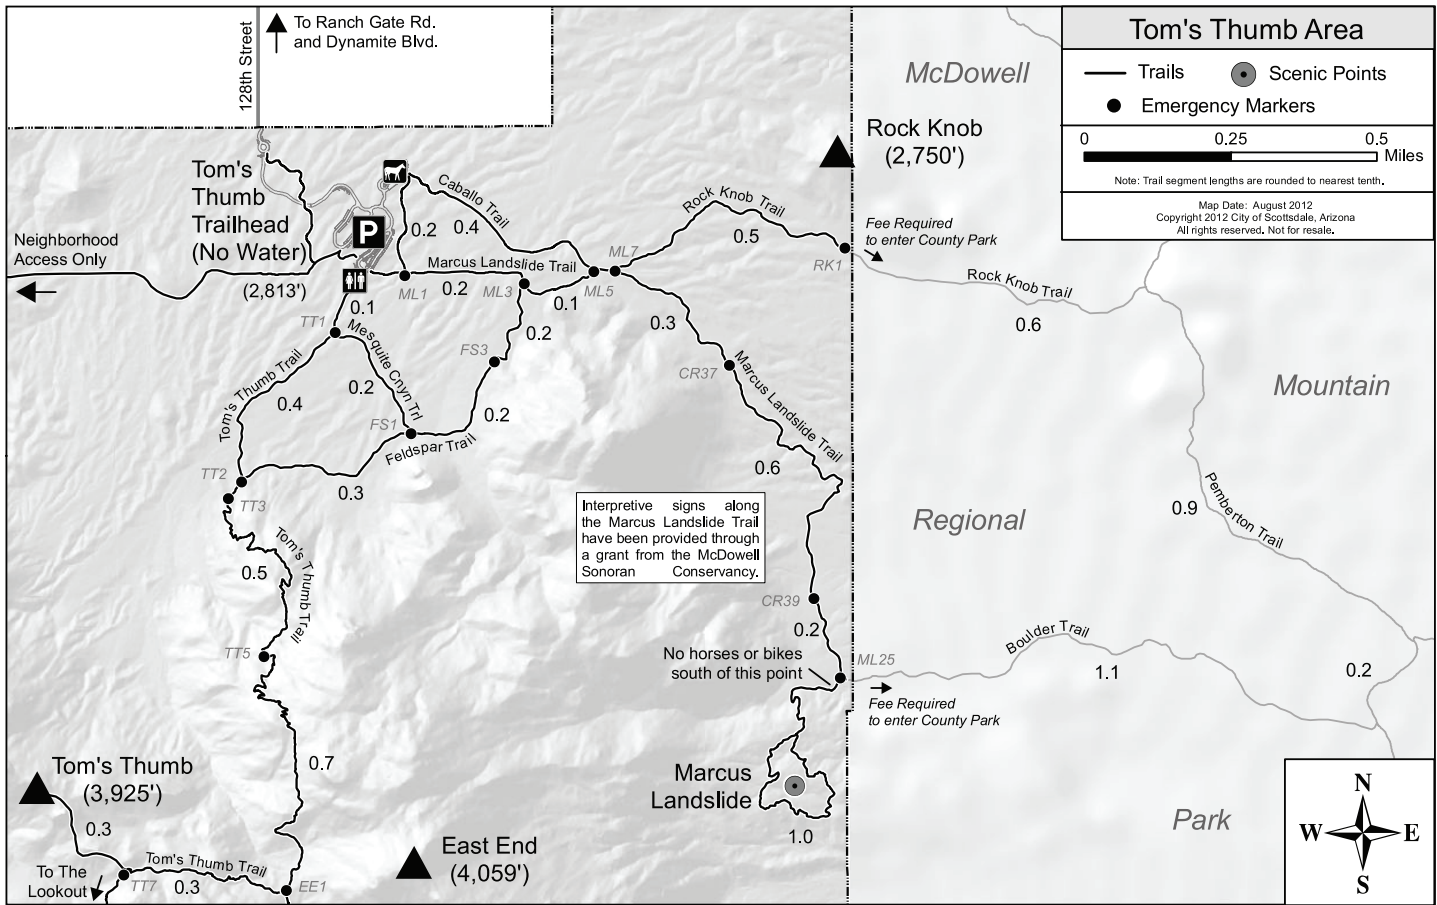 To Ranch Gate Rd.
and Dynamite Blvd.
128th Street
Tom's Thumb Area
Trails
Scenic Points
Emergency Markers
0 0.25 0.5
Miles
Note: Trail segment lengths are rounded to nearest tenth.
Map Date: August 2012
Copyright 2012 City of Scottsdale, Arizona
All rights reserved. Not for resale.
McDowell
Rock Knob
(2,750')
Tom's
Thumb
Trailhead
(No Water)
(2,813')
P
Neighborhood
Access Only
Caballo Trail
0.2
0.4
Rock Knob Trail
0.5
Fee Required
to enter County Park
RK1
ML7
Marcus Landslide Trail
ML1
0.2
ML3
0.1
ML5
Rock Knob Trail
0.6
0.1
TT1
Mesquite Cnyn Trl
0.2
FS3
0.2
0.3
CR37
Marcus Landslide Trail
Mountain
Tom's Thumb Trail
0.4
0.2
FS1
Feldspar Trail
0.2
0.6
TT2
TT3
0.3
Interpretive signs along
the Marcus Landslide Trail
have been provided through
a grant from the McDowell
Sonoran Conservancy.
Regional
0.9
Pemberton Trail
Tom's Thumb Trail
0.5
CR39
0.2
TT5
No horses or bikes
south of this point
ML25
Boulder Trail
1.1
0.2
Fee Required
to enter County Park
0.7
Tom's Thumb
(3,925')
0.3
Marcus
Landslide
1.0
Park
East End
(4,059')
To The
Lookout
TT7
Tom's Thumb Trail
0.3
EE1
N
W E
S